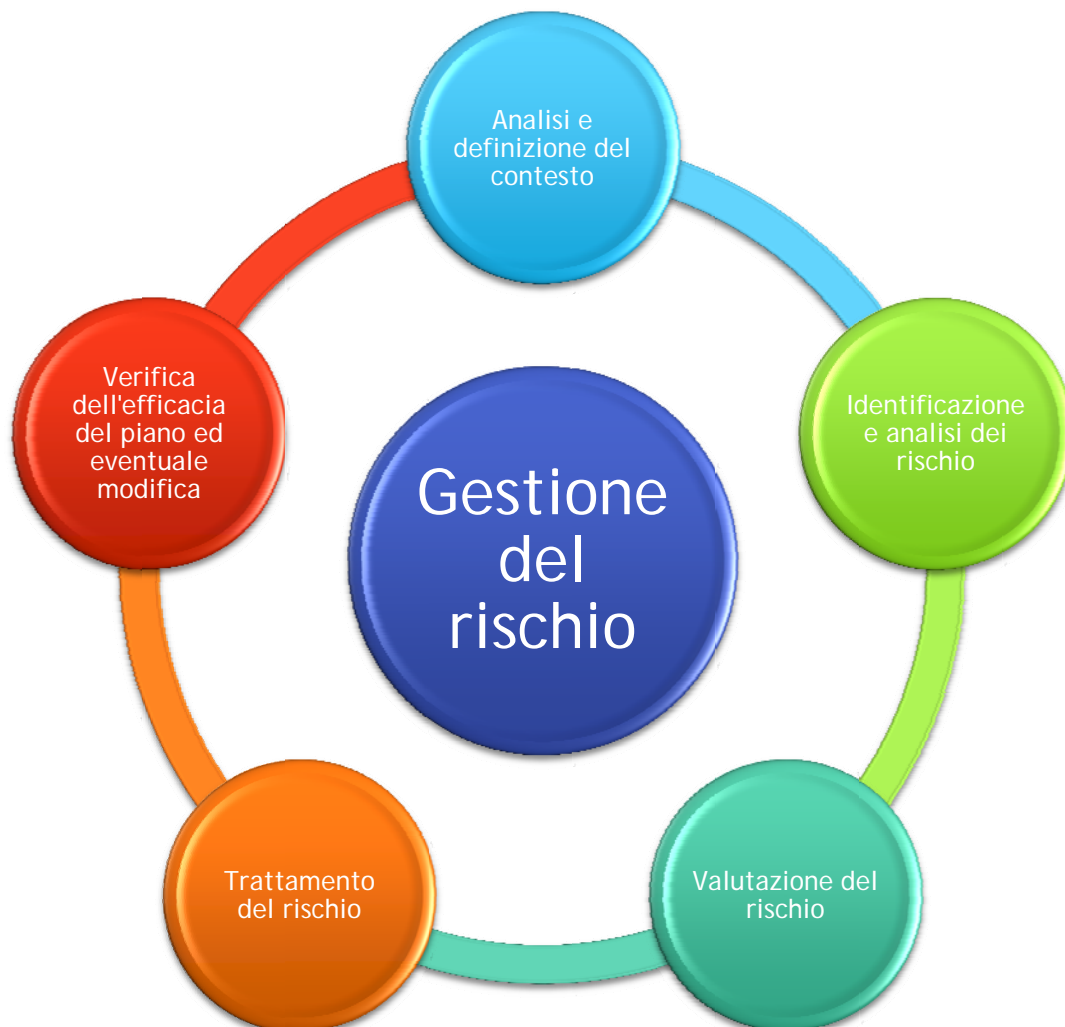 Analisi e
definizione del
contesto
Identificazione
e analisi dei
rischio
Valutazione del
rischio
Trattamento
del rischio
Verifica
dell'efficacia
del piano ed
eventuale
modifica
Gestione
del
rischio